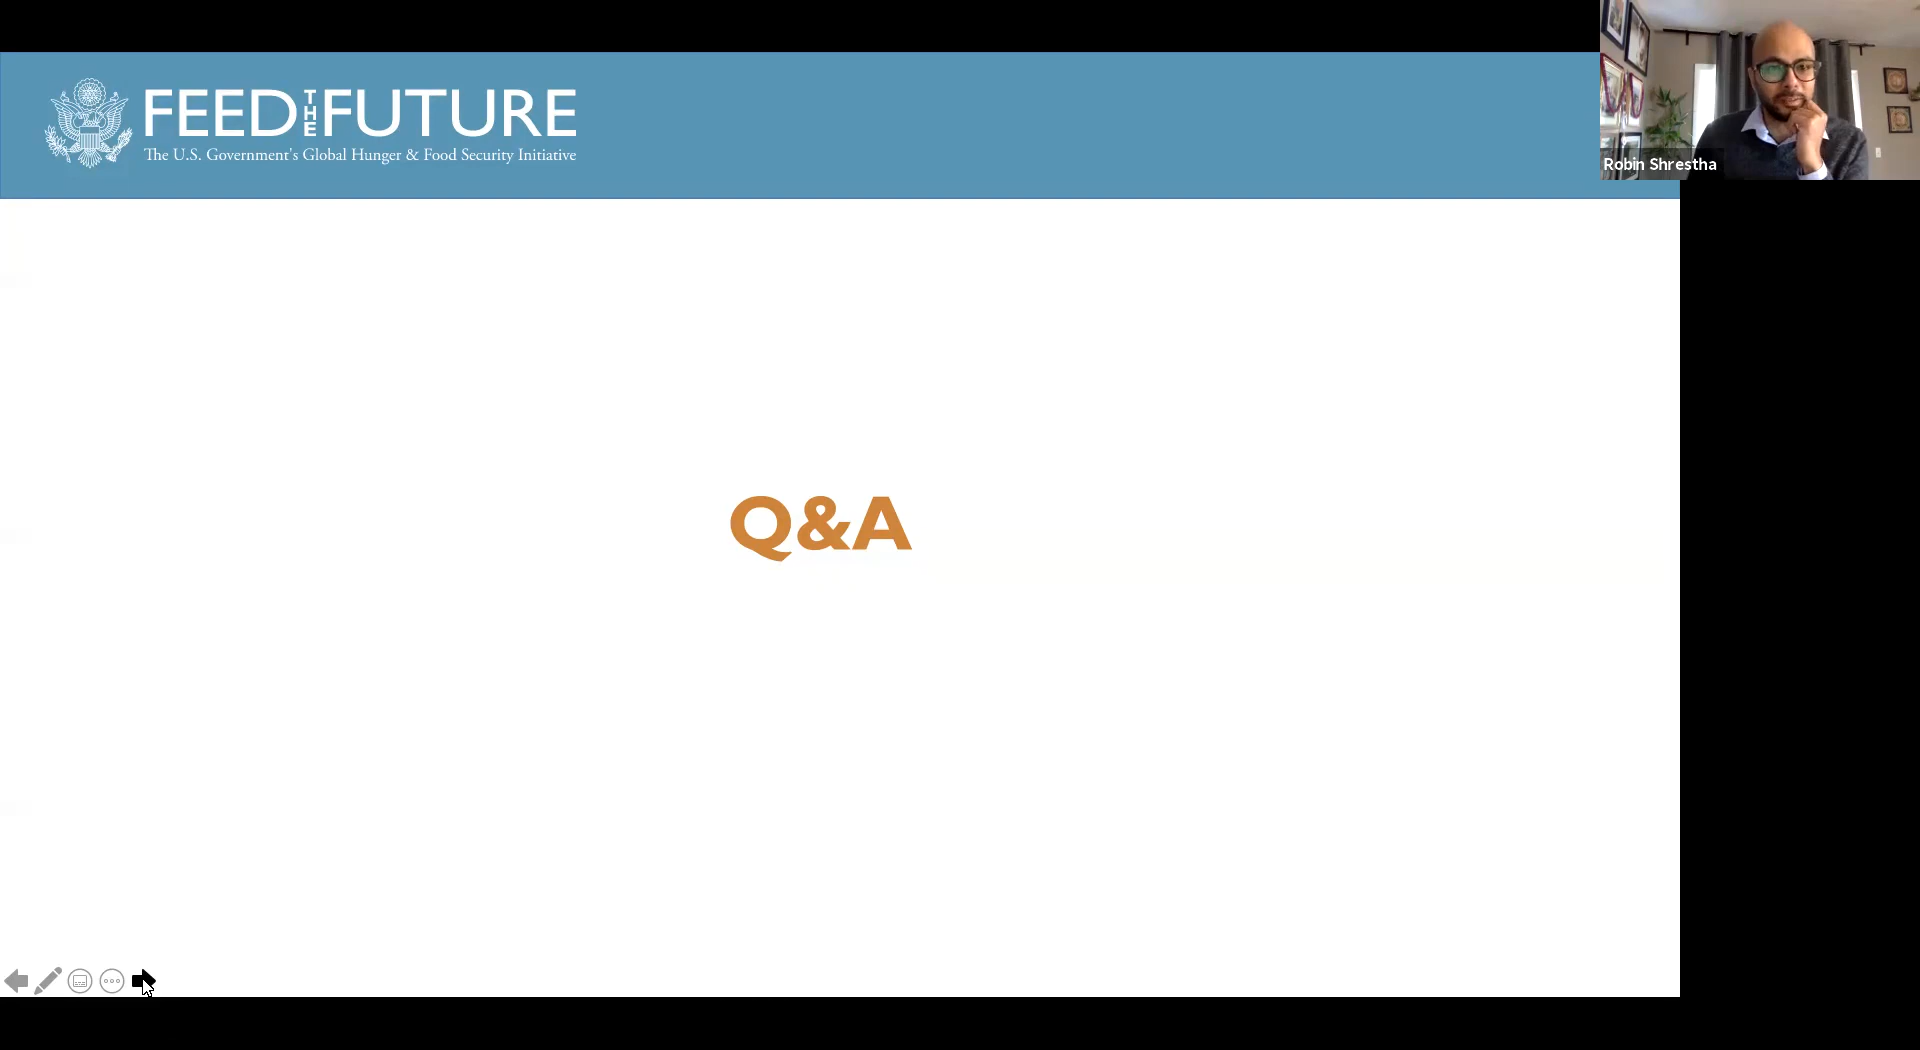 FEED THE FUTURE
The U.S. Government's Global Hunger & Food Security Initiative
Robin Shrestha
Q&A